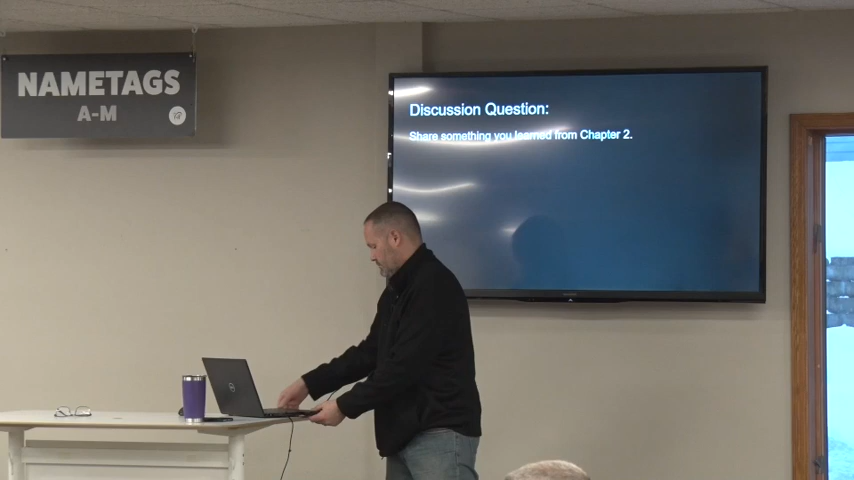 NAMETAGS
A-M
Discussion Question:
Share something you learned from Chapter 2.